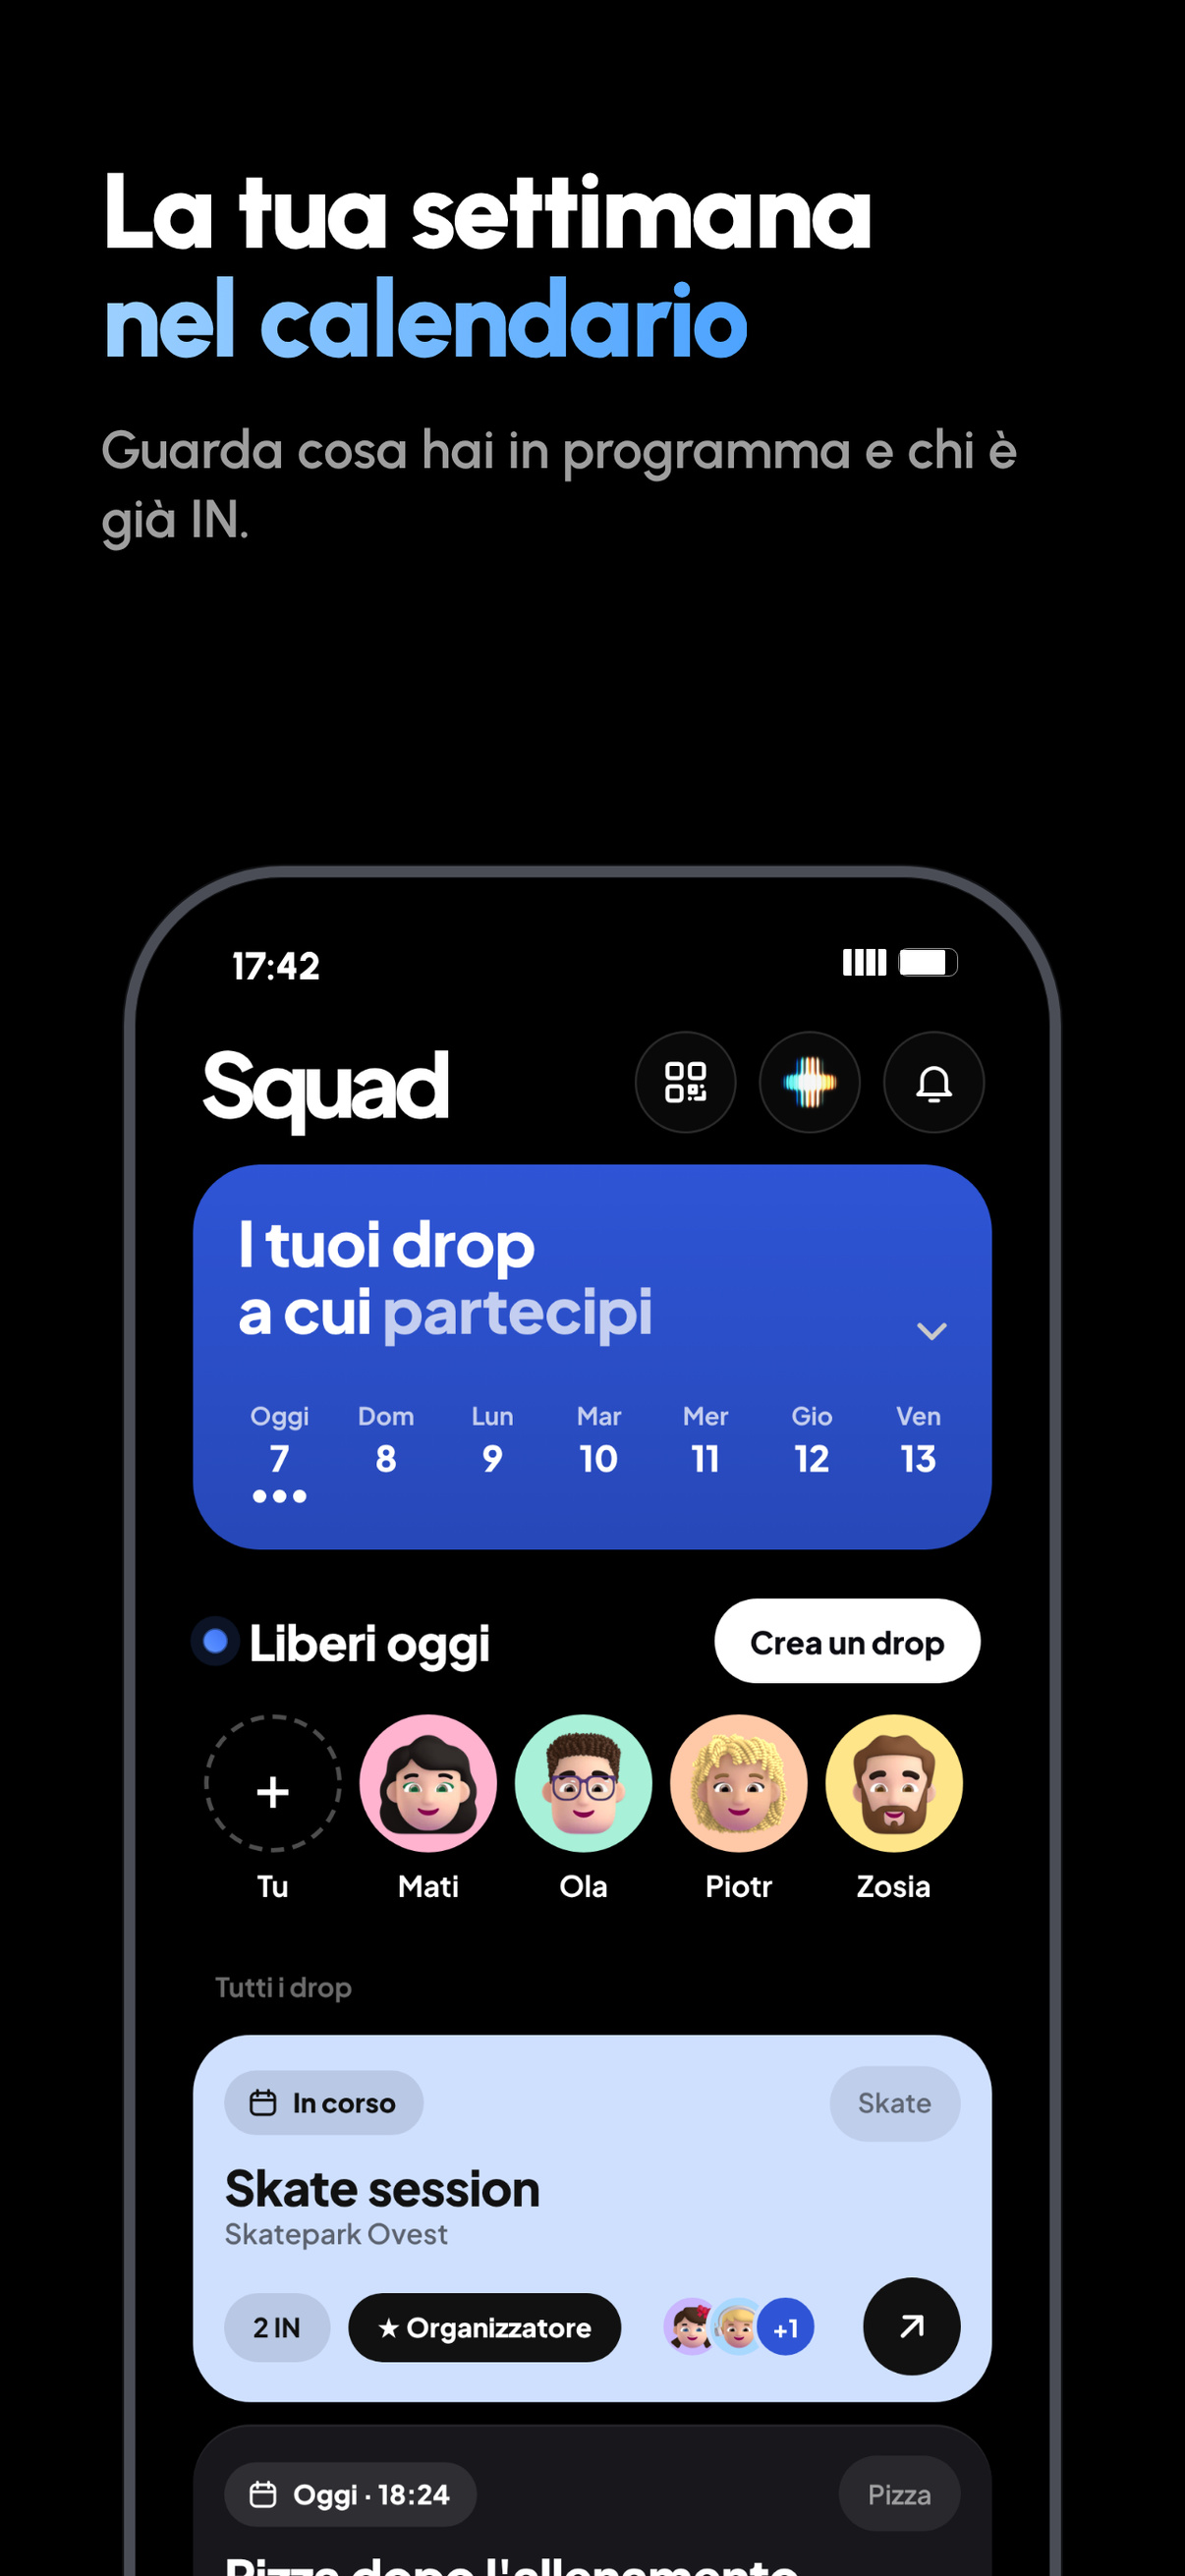 La tua settimana
nel calendario
Guarda cosa hai in programma e chi è
già IN.
17:42
Squad
I tuoi drop
a cui partecipi
Oggi Dom Lun Mar Mer Gio Ven
7 8 9 10 11 12 13
Liberi oggi
Crea un drop
Tu Mati Ola Piotr Zosia
Tutti i drop
In corso
Skate
Skate session
Skatepark Ovest
2 IN
★ Organizzatore
+1
Oggi · 18:24
Pizza
Pizza dopo l'allenamento